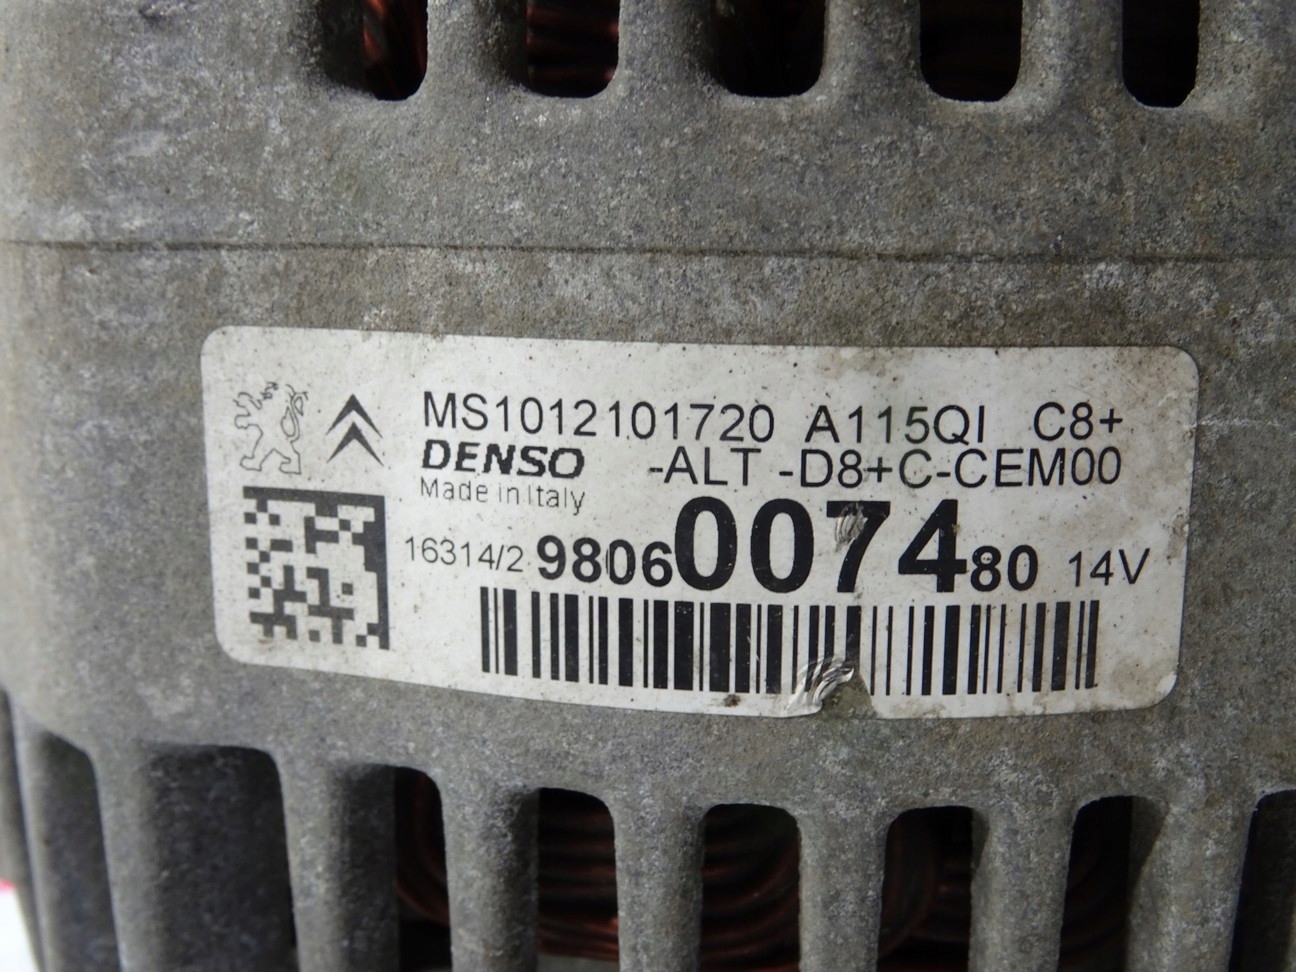 MS1012101720 A115QI C8+
DENSO -ALT -D8+C-CEM00
Made in Italy
16314/2 9806007480 14V